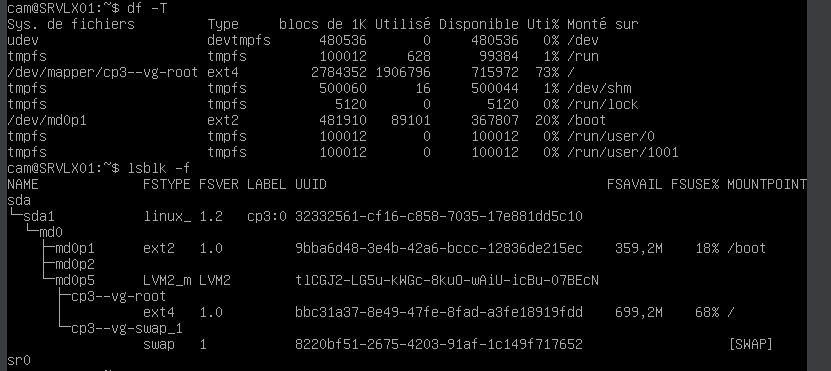 cam@SRVLX01:~$ df -T
Sys. de fichiers Type blocs de 1K Utilisé Disponible Uti% Monté sur
udev devtmpfs 480536 0 480536 0% /dev
tmpfs tmpfs 100012 628 99384 1% /run
/dev/mapper/cp3--vg-root ext4 2784352 1906796 715972 73% /
tmpfs tmpfs 500060 16 500044 1% /dev/shm
tmpfs tmpfs 5120 0 5120 0% /run/lock
/dev/md0p1 ext2 481910 89101 367807 20% /boot
tmpfs tmpfs 100012 0 100012 0% /run/user/0
tmpfs tmpfs 100012 0 100012 0% /run/user/1001
cam@SRVLX01:~$ lsblk -f
NAME FSTYPE FSVER LABEL UUID FSAVAIL FSUSE% MOUNTPOINT
sda
└─sda1 linux_ 1.2 cp3:0 32332561-cf16-c858-7035-17e881dd5c10
└─md0
├─md0p1 ext2 1.0 9bba6d48-3e4b-42a6-bccc-12836de215ec 359,2M 18% /boot
├─md0p2
└─md0p5 LVM2_m LVM2 tlCGJ2-LG5u-kWGc-8kuO-wAiU-icBu-07BEcN
├─cp3--vg-root
│ ext4 1.0 bbc31a37-8e49-47fe-8fad-a3fe18919fdd 699,2M 68% /
└─cp3--vg-swap_1
swap 1 8220bf51-2675-4203-91af-1c149f717652 [SWAP]
sr0